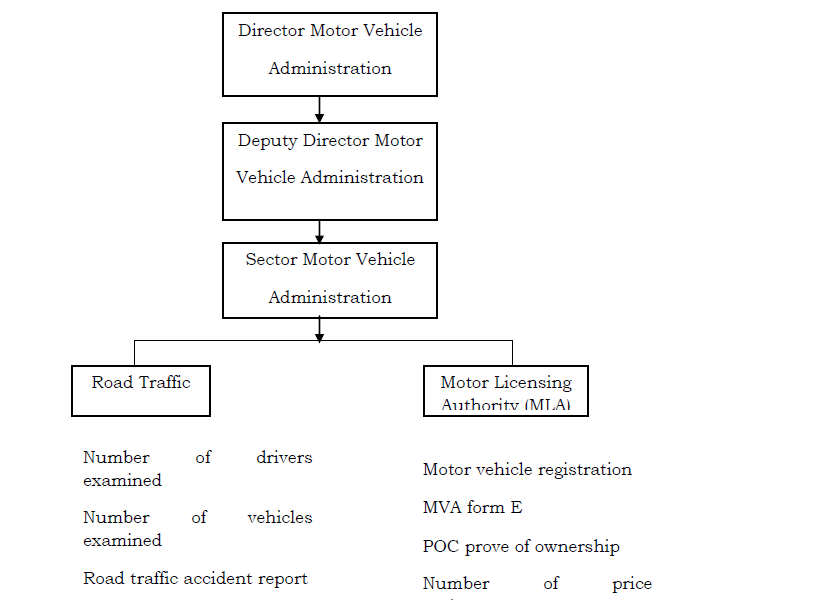 Director Motor Vehicle
Administration
Deputy Director Motor
Vehicle Administration
Sector Motor Vehicle
Administration
Road Traffic
Motor Licensing
Authority (MLA)
Number of drivers
examined
Number of vehicles
examined
Road traffic accident report
Motor vehicle registration
MVA form E
POC prove of ownership
Number of price